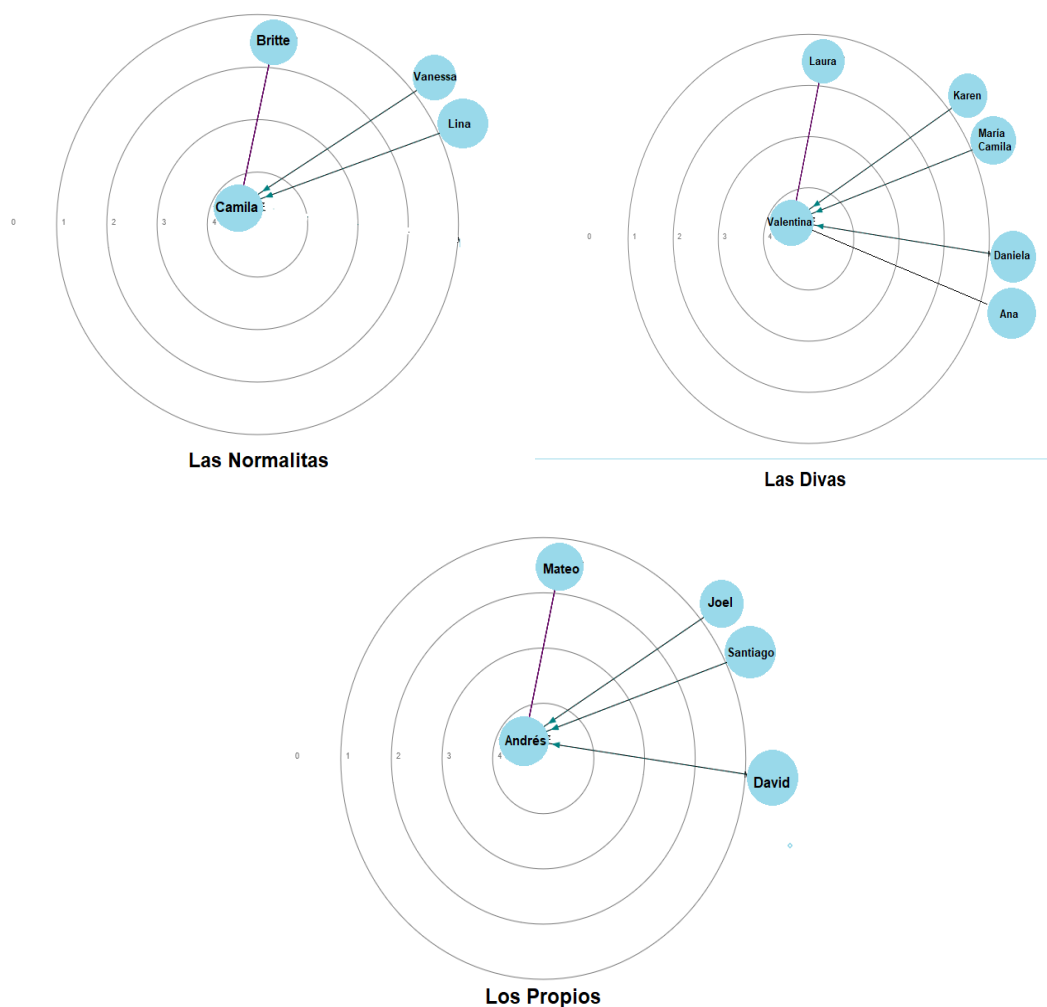 Britte
Vanessa
Lina
Camila
0 1 2 3 4
Las Normalitas
Laura
Karen
María
Camila
Valentina
0 1 2 3 4
Daniela
Ana
Las Divas
Mateo
Joel
Santiago
Andrés
0 1 2 3 4
David
Los Propios